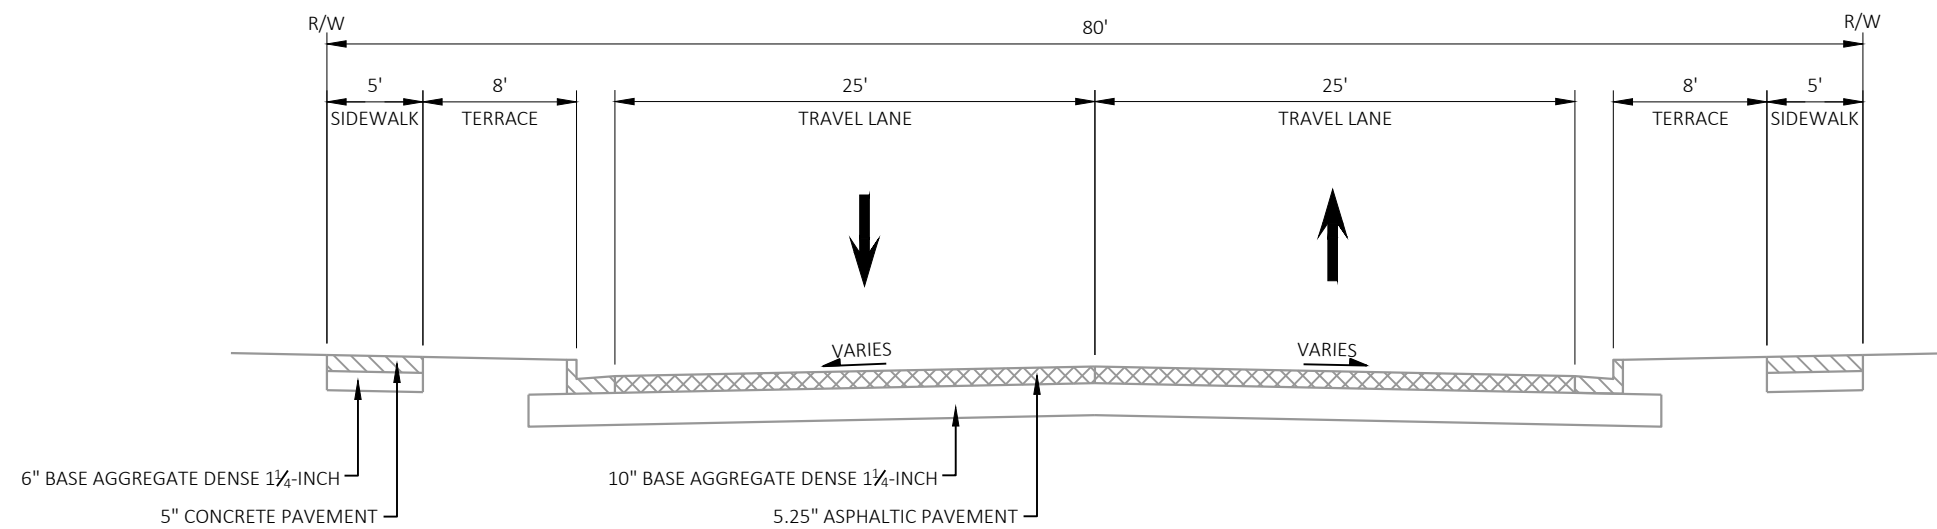 R/W
80'
R/W
5'
8'
25'
25'
8'
5'
SIDEWALK
TERRACE
TRAVEL LANE
TRAVEL LANE
TERRACE
SIDEWALK
VARIES
VARIES
6" BASE AGGREGATE DENSE 1¼-INCH
10" BASE AGGREGATE DENSE 1¼-INCH
5" CONCRETE PAVEMENT
5.25" ASPHALTIC PAVEMENT